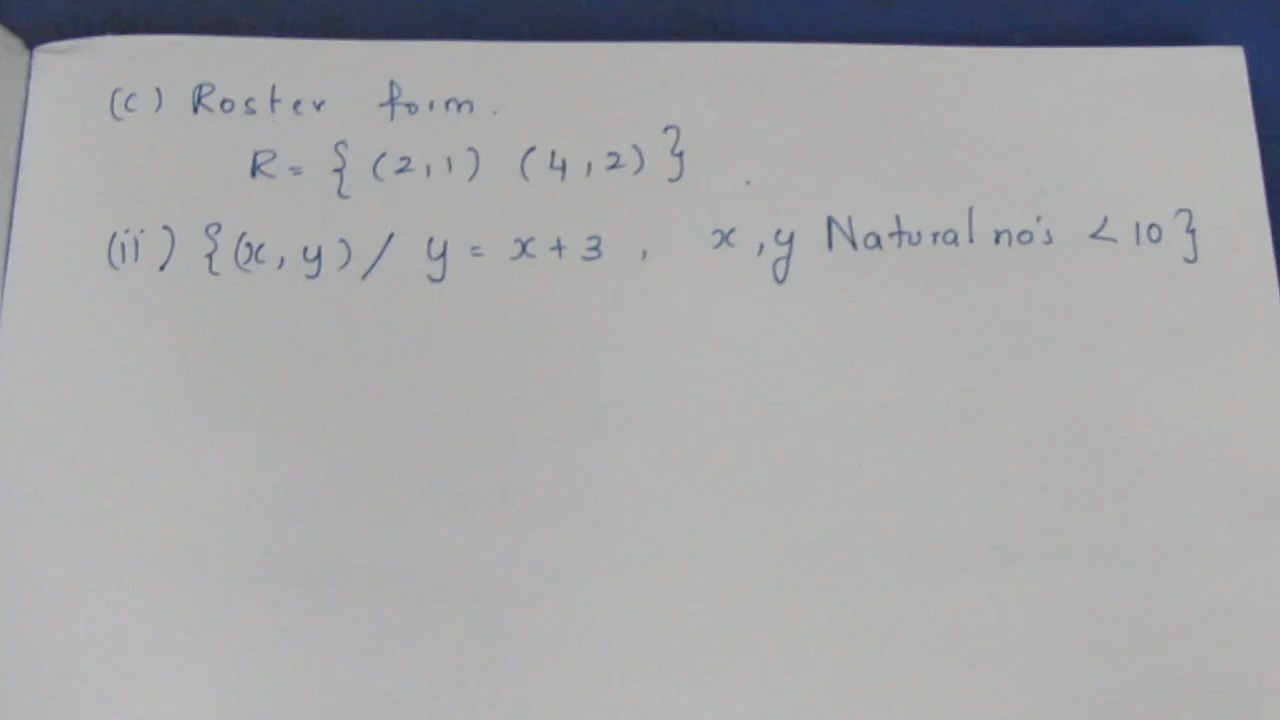 (c) Roster form.
R = { (2,1) (4,2) }
(ii) {(x, y) / y = x + 3 , x, y Natural no's < 10 }